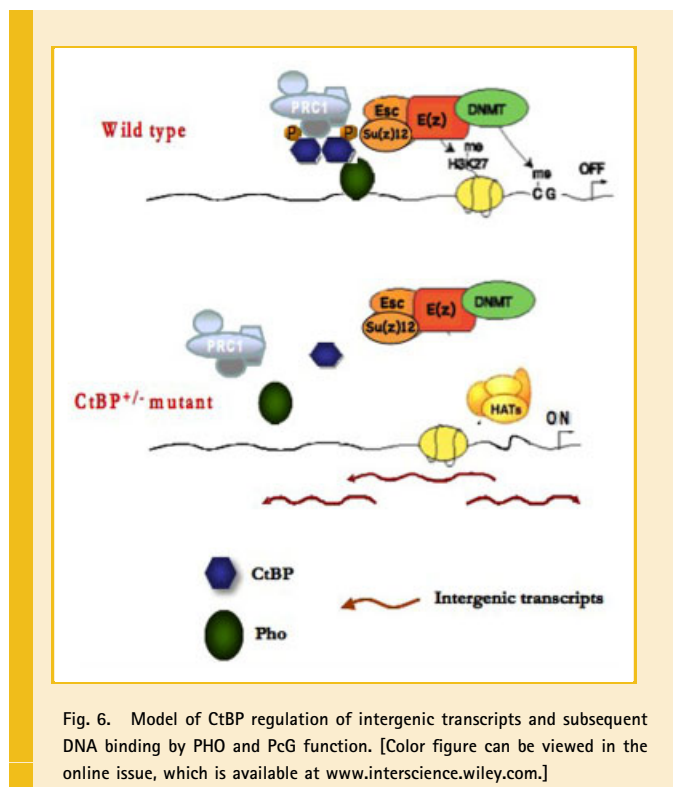 PRC1
Wild type
P
P
Esc
Su(z)12
E(z)
DNMT
me
H3K27
me
CG
OFF
Esc
Su(z)12
E(z)
DNMT
PRC1
CtBP+/- mutant
HATs
ON
CtBP
Intergenic transcripts
Pho
Fig. 6. Model of CtBP regulation of intergenic transcripts and subsequent
DNA binding by PHO and PcG function. [Color figure can be viewed in the
online issue, which is available at www.interscience.wiley.com.]